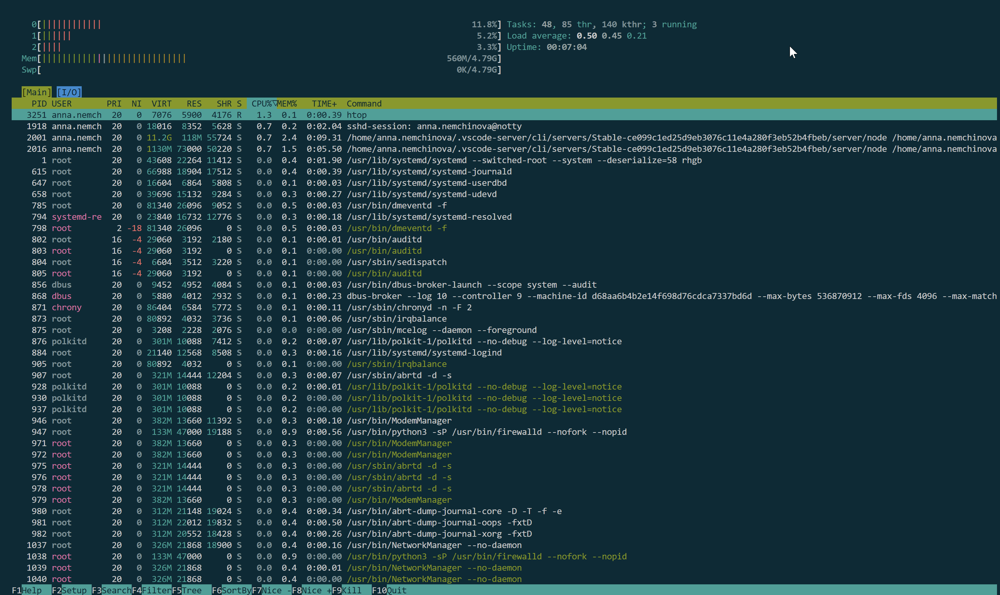 0[|||||||||||| 11.8%] Tasks: 48, 85 thr, 140 kthr; 3 running
1[|||||| 5.2%] Load average: 0.50 0.45 0.21
2[|||| 3.3%] Uptime: 00:07:04
Mem[||||||||||||||||||||||||||||| 560M/4.79G]
Swp[ 0K/4.79G]
[Main] [I/O]
PID USER PRI NI VIRT RES SHR S CPU%▽MEM% TIME+ Command
3251 anna.nemch 20 0 7076 5900 4176 R 1.3 0.1 0:00.39 htop
1918 anna.nemch 20 0 18016 8352 5628 S 0.7 0.2 0:02.04 sshd-session: anna.nemchinova@notty
2001 anna.nemch 20 0 11.2G 118M 55724 S 0.7 2.4 0:09.31 /home/anna.nemchinova/.vscode-server/cli/servers/Stable-ce099c1ed25d9eb3076c11e4a280f3eb52b4fbeb/server/node /home/anna.nemchinova
2016 anna.nemch 20 0 1130M 73000 50220 S 0.7 1.5 0:05.50 /home/anna.nemchinova/.vscode-server/cli/servers/Stable-ce099c1ed25d9eb3076c11e4a280f3eb52b4fbeb/server/node /home/anna.nemchinova
1 root 20 0 43608 22264 11412 S 0.0 0.4 0:01.90 /usr/lib/systemd/systemd --switched-root --system --deserialize=58 rhgb
615 root 20 0 66988 18904 17512 S 0.0 0.4 0:00.39 /usr/lib/systemd/systemd-journald
647 root 20 0 16604 6864 5808 S 0.0 0.1 0:00.03 /usr/lib/systemd/systemd-userdbd
658 root 20 0 39696 15132 9284 S 0.0 0.3 0:00.27 /usr/lib/systemd/systemd-udevd
785 root 20 0 81340 26096 9052 S 0.0 0.5 0:00.03 /usr/bin/dmeventd -f
794 systemd-re 20 0 23840 16732 12776 S 0.0 0.3 0:00.18 /usr/lib/systemd/systemd-resolved
798 root 2 -18 81340 26096 0 S 0.0 0.5 0:00.03 /usr/bin/dmeventd -f
802 root 16 -4 29060 3192 2180 S 0.0 0.1 0:00.01 /usr/bin/auditd
803 root 16 -4 29060 3192 0 S 0.0 0.1 0:00.00 /usr/bin/auditd
804 root 16 -4 6604 3512 3220 S 0.0 0.1 0:00.00 /usr/sbin/sedispatch
805 root 16 -4 29060 3192 0 S 0.0 0.1 0:00.00 /usr/bin/auditd
856 dbus 20 0 9452 4952 4084 S 0.0 0.1 0:00.03 /usr/bin/dbus-broker-launch --scope system --audit
868 dbus 20 0 5880 4012 2932 S 0.0 0.1 0:00.23 dbus-broker --log 10 --controller 9 --machine-id d68aa6b4b2e14f698d76cdca7337bd6d --max-bytes 536870912 --max-fds 4096 --max-match
871 chrony 20 0 86404 6584 5772 S 0.0 0.1 0:00.11 /usr/sbin/chronyd -n -F 2
873 root 20 0 80892 4032 3736 S 0.0 0.1 0:00.06 /usr/sbin/irqbalance
875 root 20 0 3208 2228 2076 S 0.0 0.0 0:00.00 /usr/sbin/mcelog --daemon --foreground
876 polkitd 20 0 301M 10088 7412 S 0.0 0.2 0:00.07 /usr/lib/polkit-1/polkitd --no-debug --log-level=notice
884 root 20 0 21140 12568 8508 S 0.0 0.3 0:00.16 /usr/lib/systemd/systemd-logind
905 root 20 0 80892 4032 0 S 0.0 0.1 0:00.00 /usr/sbin/irqbalance
907 root 20 0 321M 14444 12204 S 0.0 0.3 0:00.07 /usr/sbin/abrtd -d -s
928 polkitd 20 0 301M 10088 0 S 0.0 0.2 0:00.01 /usr/lib/polkit-1/polkitd --no-debug --log-level=notice
930 polkitd 20 0 301M 10088 0 S 0.0 0.2 0:00.00 /usr/lib/polkit-1/polkitd --no-debug --log-level=notice
937 polkitd 20 0 301M 10088 0 S 0.0 0.2 0:00.00 /usr/lib/polkit-1/polkitd --no-debug --log-level=notice
946 root 20 0 382M 13660 11392 S 0.0 0.3 0:00.10 /usr/bin/ModemManager
947 root 20 0 133M 47000 19188 S 0.0 0.9 0:00.56 /usr/bin/python3 -sP /usr/bin/firewalld --nofork --nopid
971 root 20 0 382M 13660 0 S 0.0 0.3 0:00.00 /usr/bin/ModemManager
972 root 20 0 382M 13660 0 S 0.0 0.3 0:00.00 /usr/bin/ModemManager
975 root 20 0 321M 14444 0 S 0.0 0.3 0:00.00 /usr/sbin/abrtd -d -s
976 root 20 0 321M 14444 0 S 0.0 0.3 0:00.00 /usr/sbin/abrtd -d -s
978 root 20 0 321M 14444 0 S 0.0 0.3 0:00.00 /usr/sbin/abrtd -d -s
979 root 20 0 382M 13660 0 S 0.0 0.3 0:00.00 /usr/bin/ModemManager
980 root 20 0 312M 21148 19024 S 0.0 0.4 0:00.34 /usr/bin/abrt-dump-journal-core -D -T -f -e
981 root 20 0 312M 22012 19832 S 0.0 0.4 0:00.50 /usr/bin/abrt-dump-journal-oops -fxtD
982 root 20 0 312M 20552 18428 S 0.0 0.4 0:00.26 /usr/bin/abrt-dump-journal-xorg -fxtD
1037 root 20 0 326M 21868 18900 S 0.0 0.4 0:00.16 /usr/bin/NetworkManager --no-daemon
1038 root 20 0 133M 47000 0 S 0.0 0.9 0:00.00 /usr/bin/python3 -sP /usr/bin/firewalld --nofork --nopid
1039 root 20 0 326M 21868 0 S 0.0 0.4 0:00.01 /usr/bin/NetworkManager --no-daemon
1040 root 20 0 326M 21868 0 S 0.0 0.4 0:00.00 /usr/bin/NetworkManager --no-daemon
F1Help F2Setup F3SearchF4FilterF5Tree F6SortByF7Nice -F8Nice +F9Kill F10Quit